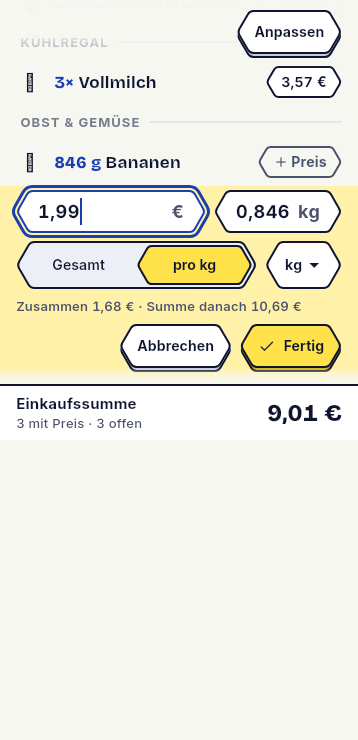 Anpassen
KÜHLREGAL
3× Vollmilch
3,57 €
OBST & GEMÜSE
846 g Bananen
+ Preis
1,99 €
0,846 kg
Gesamt
pro kg
kg
Zusammen 1,68 € · Summe danach 10,69 €
Abbrechen
Fertig
Einkaufssumme
3 mit Preis · 3 offen
9,01 €